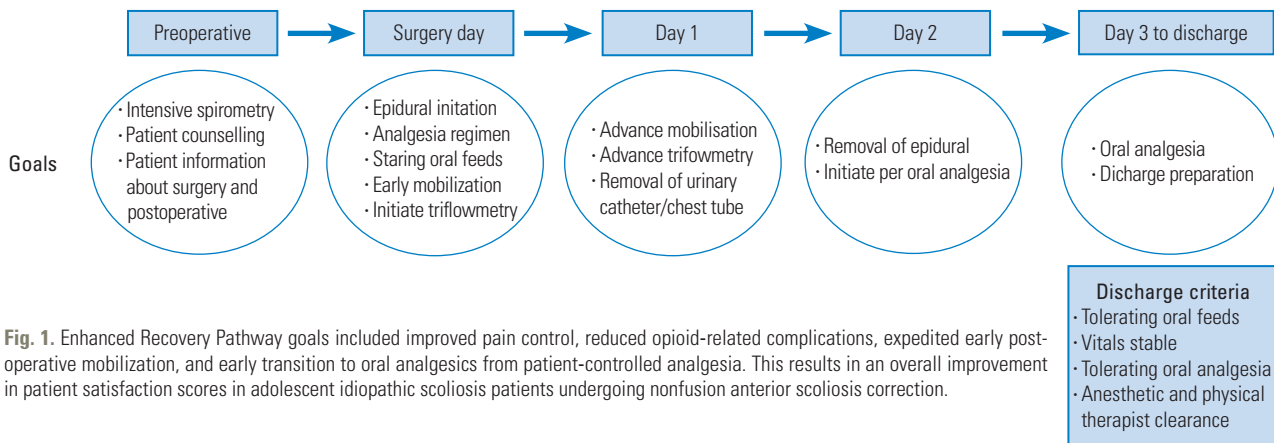 Preoperative
Surgery day
Day 1
Day 2
Day 3 to discharge
Goals
· Intensive spirometry
· Patient counselling
· Patient information
about surgery and
postoperative
· Epidural initation
· Analgesia regimen
· Staring oral feeds
· Early mobilization
· Initiate triflowmetry
· Advance mobilisation
· Advance trifowmetry
· Removal of urinary
catheter/chest tube
· Removal of epidural
· Initiate per oral analgesia
· Oral analgesia
· Dicharge preparation
Discharge criteria
· Tolerating oral feeds
· Vitals stable
· Tolerating oral analgesia
· Anesthetic and physical
therapist clearance
Fig. 1. Enhanced Recovery Pathway goals included improved pain control, reduced opioid-related complications, expedited early post-
operative mobilization, and early transition to oral analgesics from patient-controlled analgesia. This results in an overall improvement
in patient satisfaction scores in adolescent idiopathic scoliosis patients undergoing nonfusion anterior scoliosis correction.